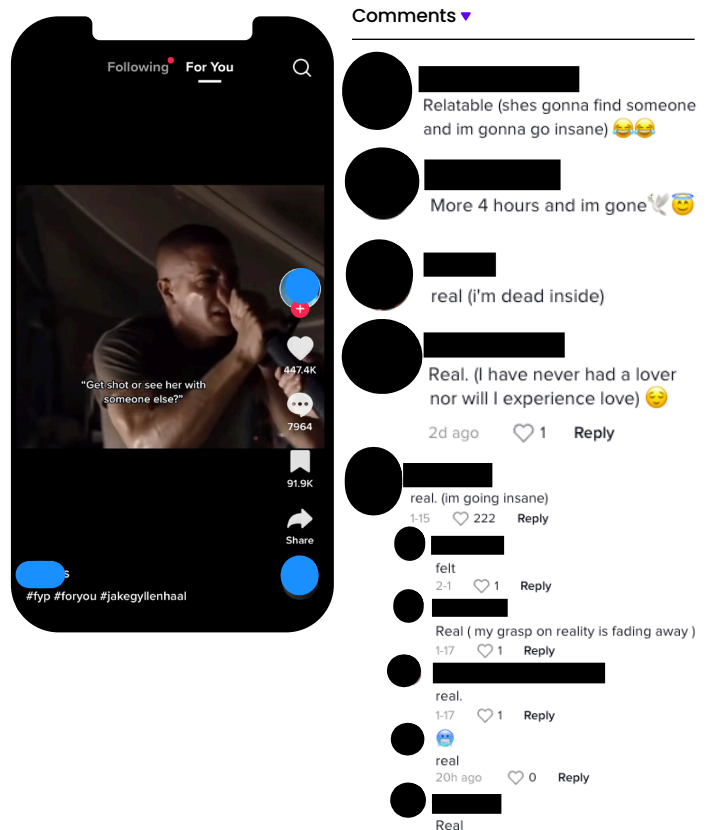 Following For You
"Get shot or see her with
someone else?"
447.4K
7964
91.9K
Share
s
#fyp #foryou #jakegyllenhaal
Comments
Relatable (shes gonna find someone
and im gonna go insane) 😂😂
More 4 hours and im gone🕊️😇
real (i'm dead inside)
Real. (I have never had a lover
nor will I experience love) 😌
2d ago 1 Reply
real. (im going insane)
1-15 222 Reply
felt
2-1 1 Reply
Real ( my grasp on reality is fading away )
1-17 1 Reply
real.
1-17 1 Reply
🥶
real
20h ago 0 Reply
Real